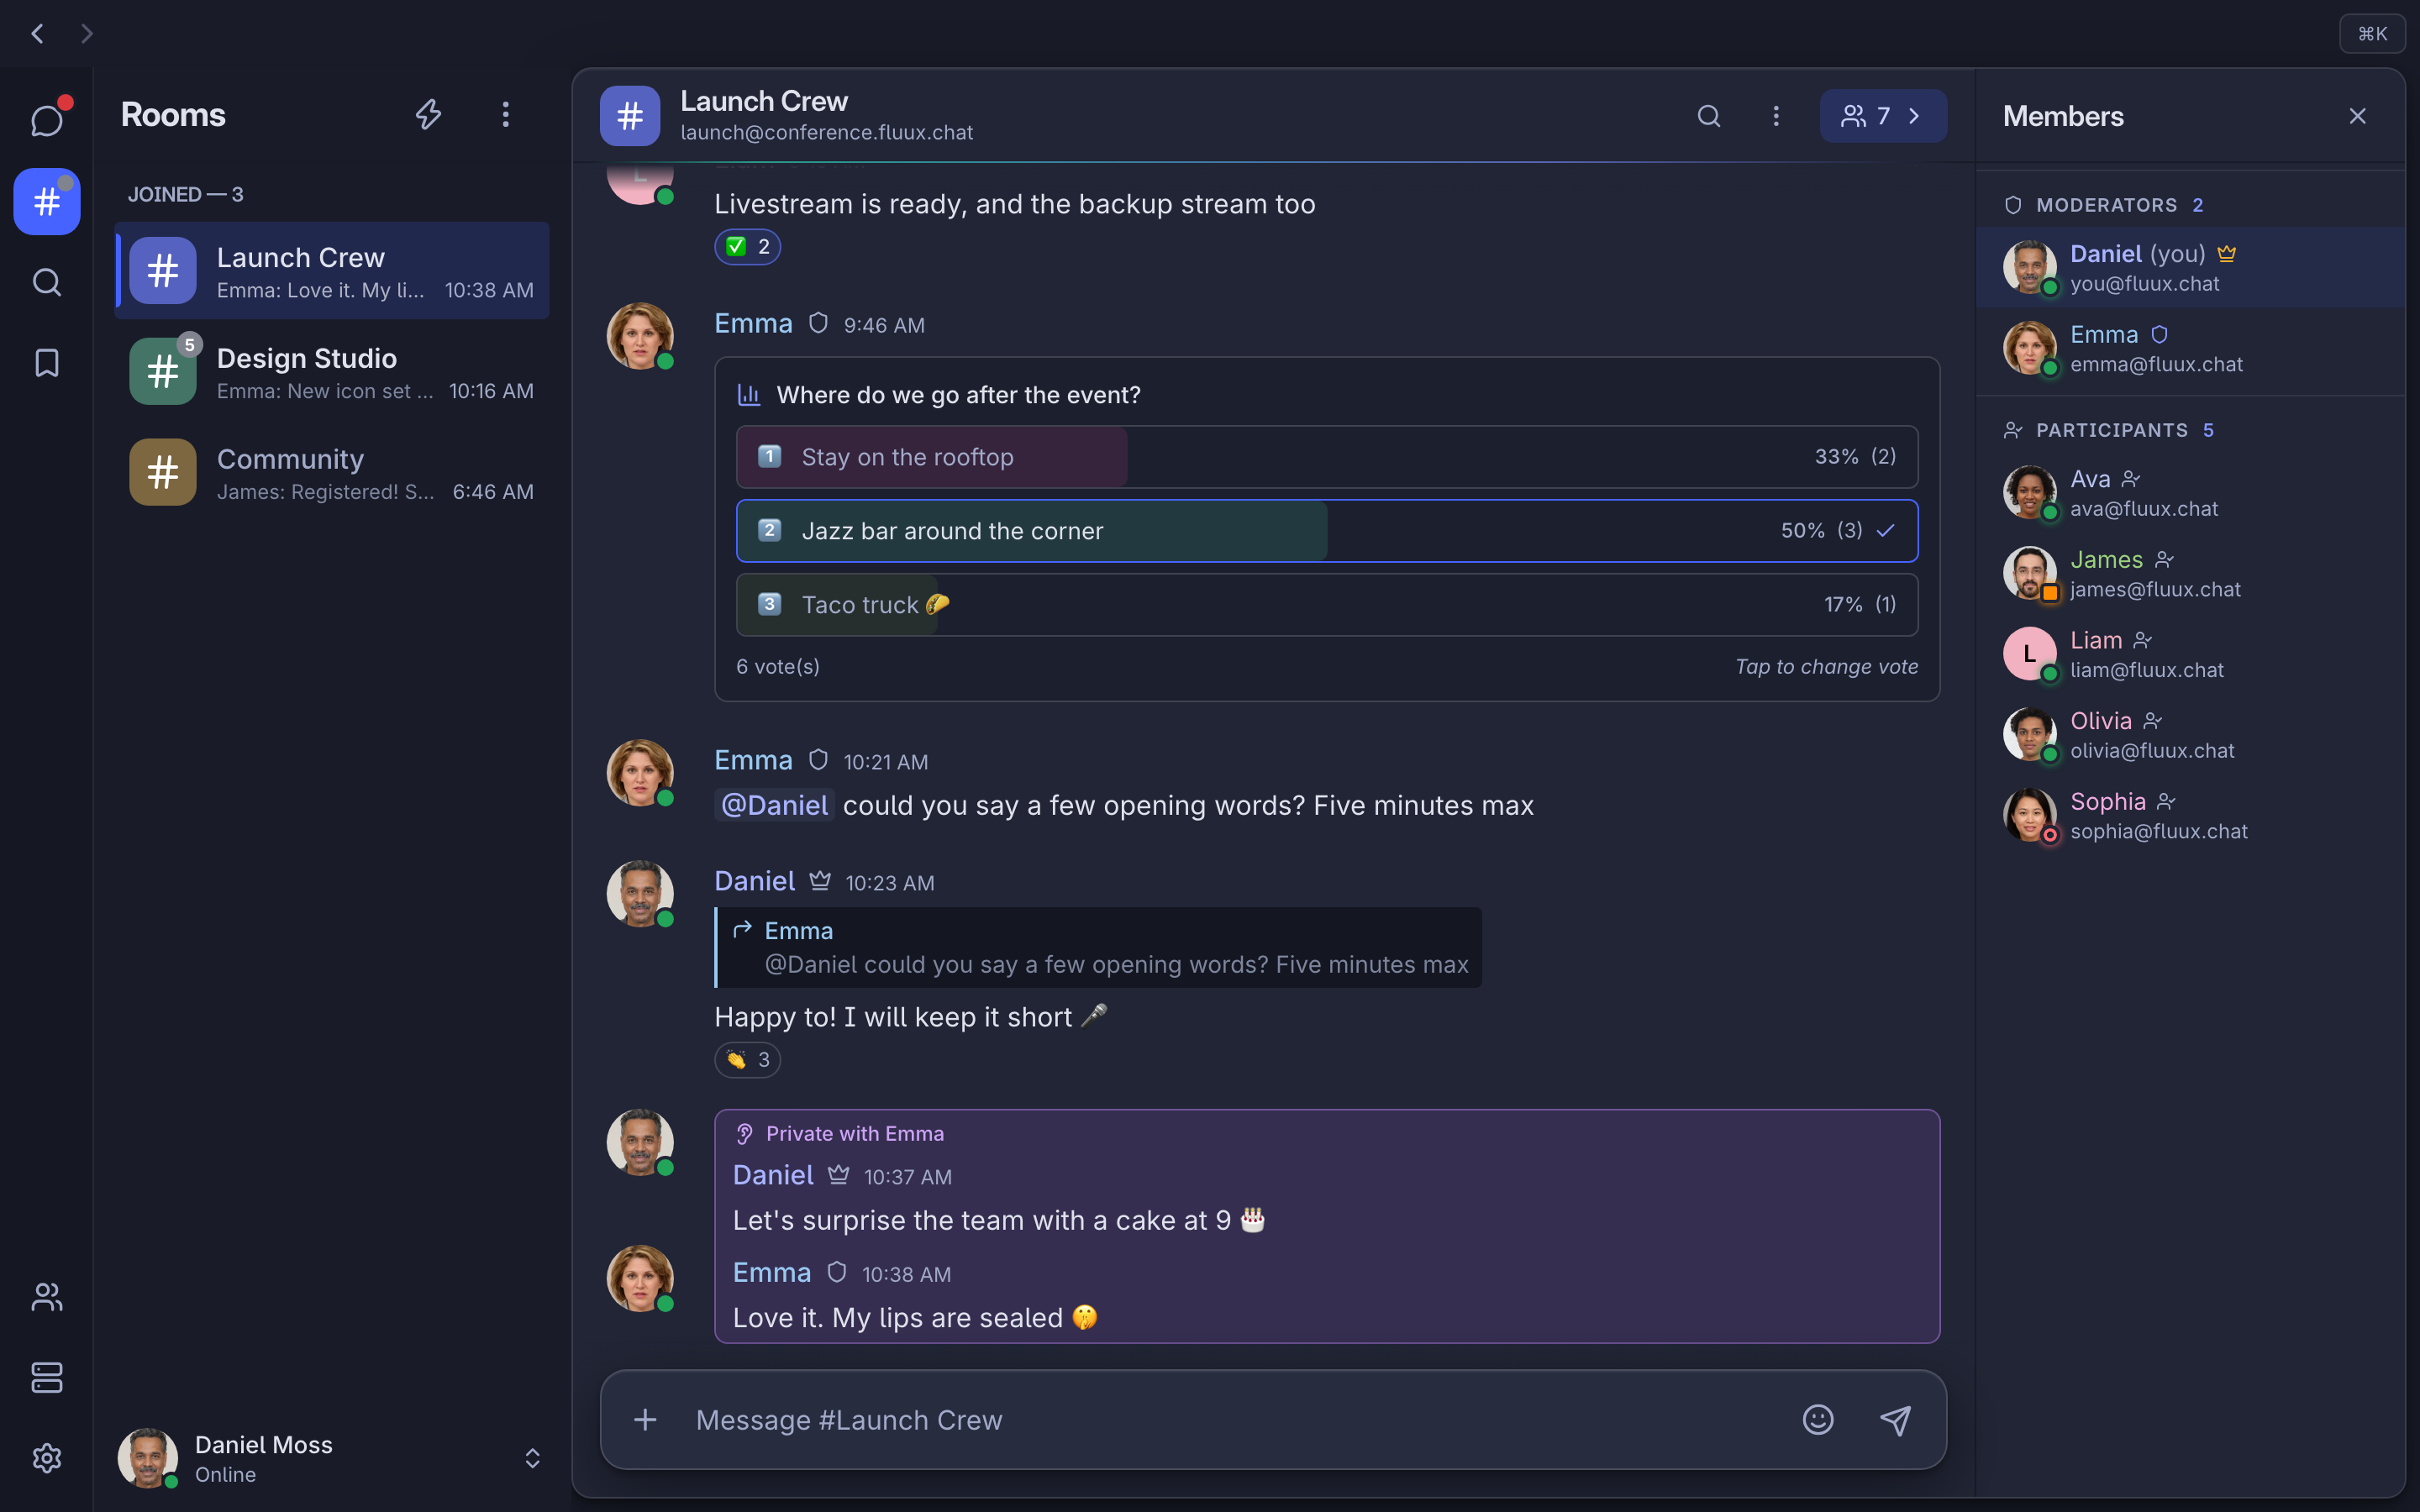 ⌘K
Rooms
JOINED — 3
Launch Crew
Emma: Love it. My li... 10:38 AM
5
Design Studio
Emma: New icon set ... 10:16 AM
Community
James: Registered! S... 6:46 AM
Daniel Moss
Online
Launch Crew
launch@conference.fluux.chat
7
L
Livestream is ready, and the backup stream too
✅ 2
Emma 9:46 AM
Where do we go after the event?
1️⃣ Stay on the rooftop 33% (2)
2️⃣ Jazz bar around the corner 50% (3)
3️⃣ Taco truck 🌮 17% (1)
6 vote(s) Tap to change vote
Emma 10:21 AM
@Daniel could you say a few opening words? Five minutes max
Daniel 10:23 AM
Emma
@Daniel could you say a few opening words? Five minutes max
Happy to! I will keep it short 🎤
👏 3
Private with Emma
Daniel 10:37 AM
Let's surprise the team with a cake at 9 🎂
Emma 10:38 AM
Love it. My lips are sealed 🤫
Message #Launch Crew
Members
MODERATORS 2
Daniel (you)
you@fluux.chat
Emma
emma@fluux.chat
PARTICIPANTS 5
Ava
ava@fluux.chat
James
james@fluux.chat
L
Liam
liam@fluux.chat
Olivia
olivia@fluux.chat
Sophia
sophia@fluux.chat